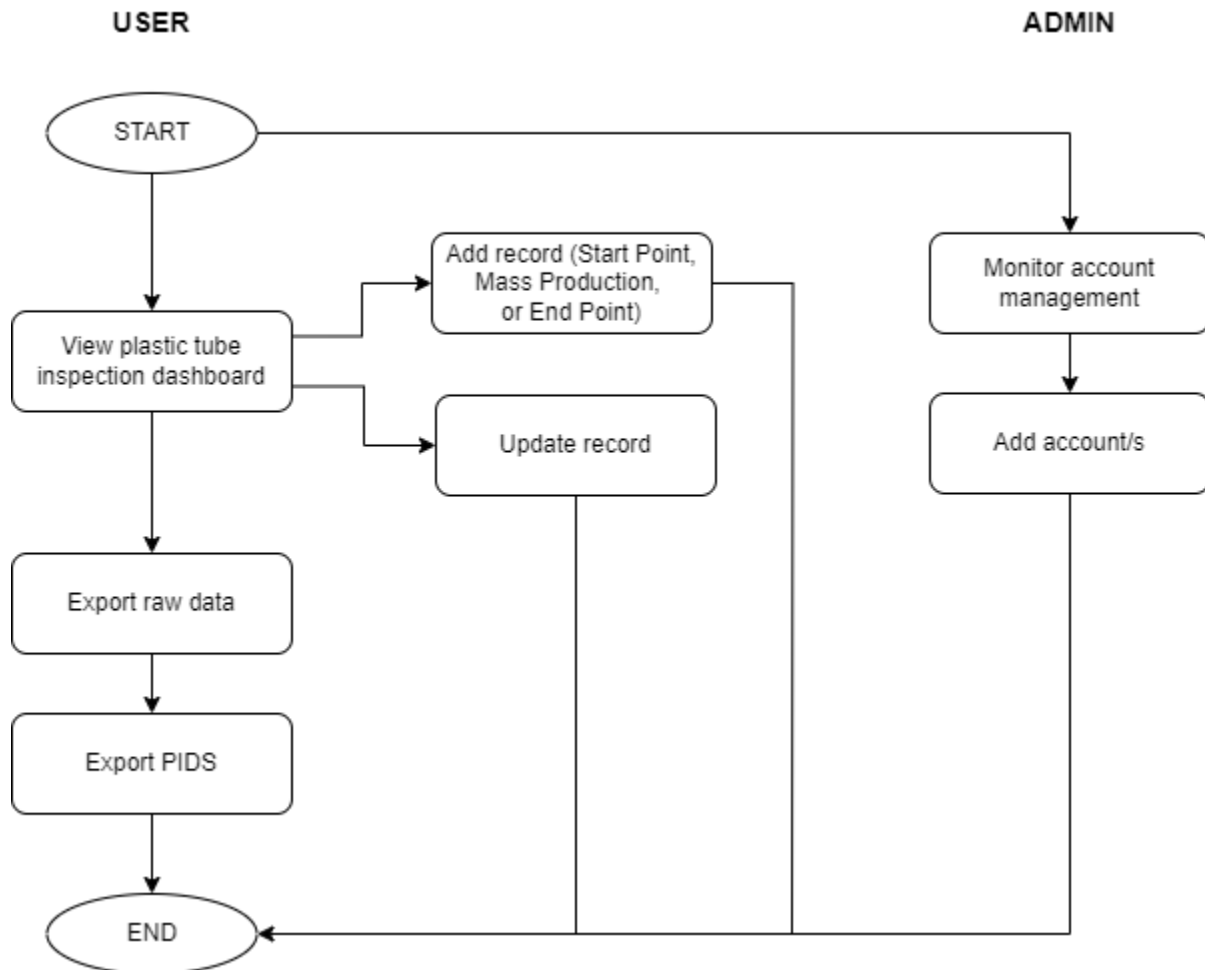 USER
ADMIN
START
Add record (Start Point,
Mass Production,
or End Point)
Monitor account
management
View plastic tube
inspection dashboard
Update record
Add account/s
Export raw data
Export PIDS
END